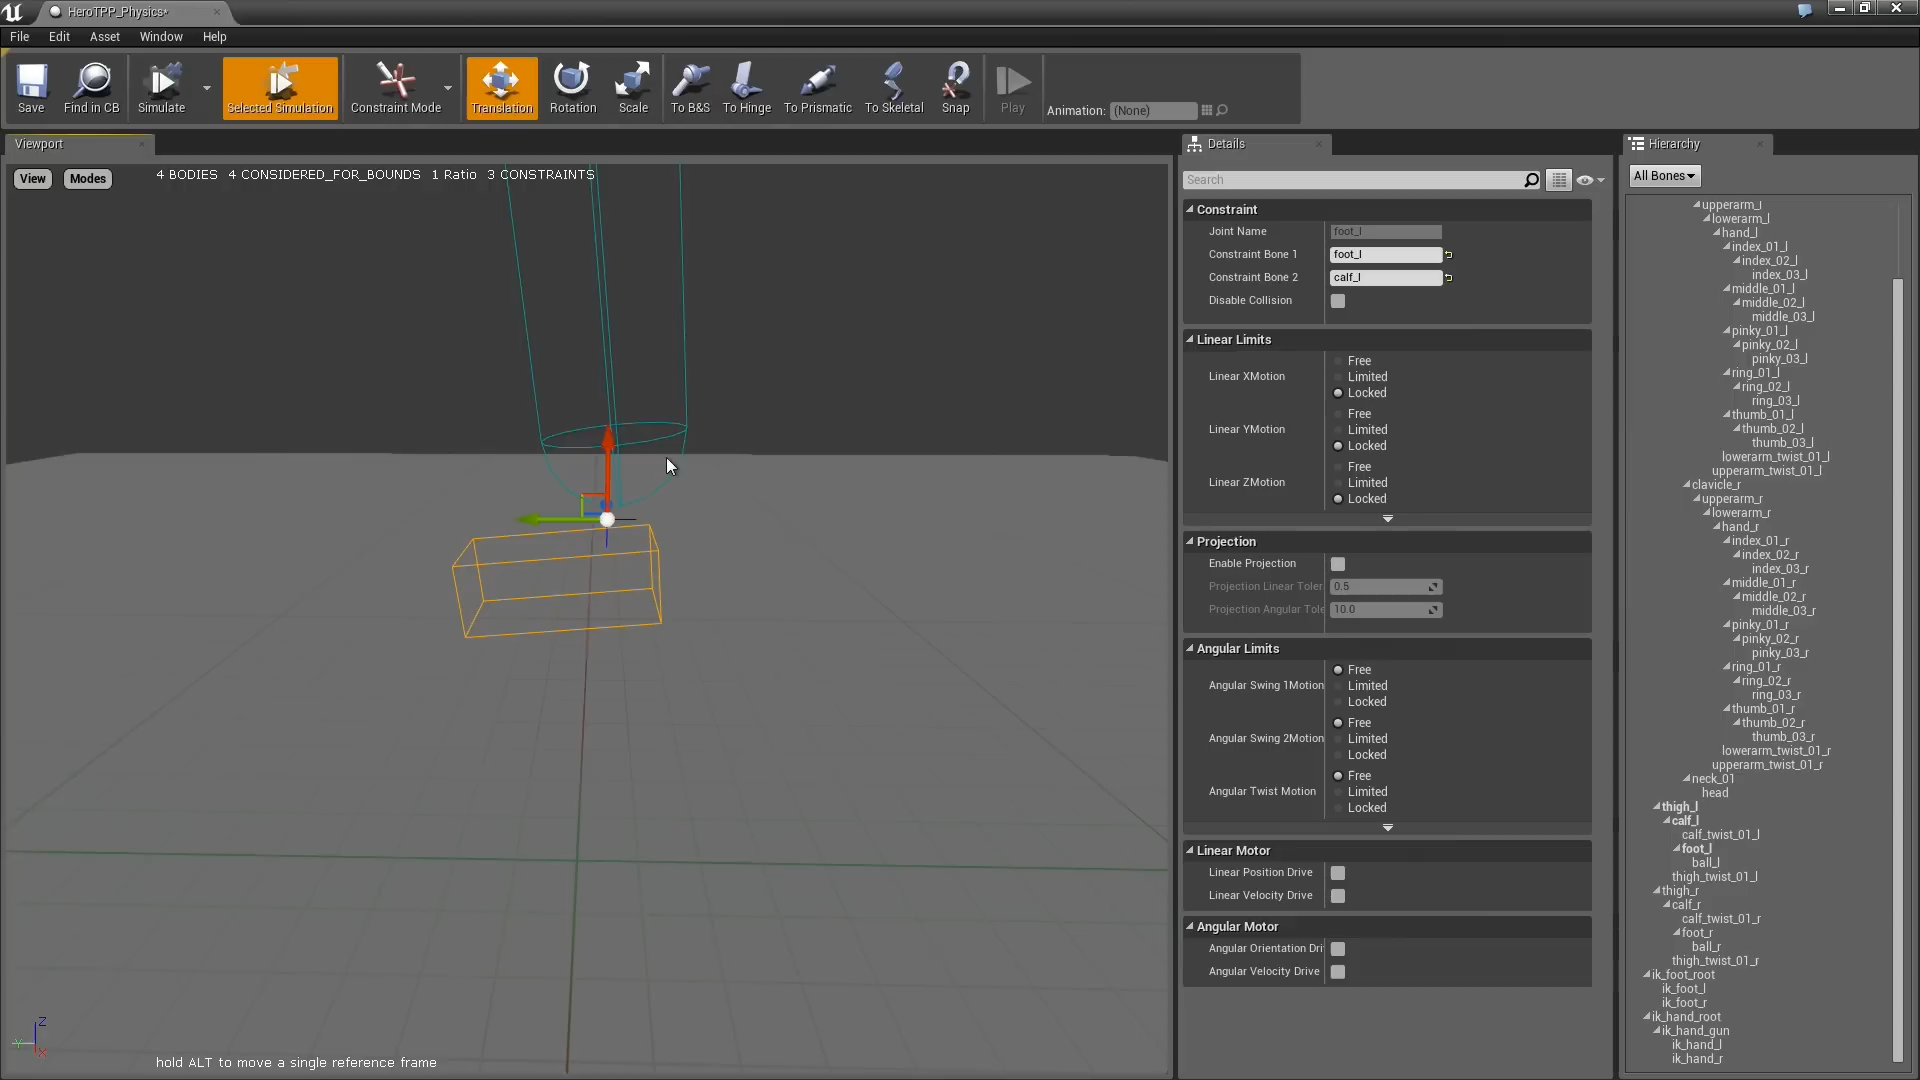 HeroTPP_Physics*
File Edit Asset Window Help
Save Find in CB Simulate Selected Simulation Constraint Mode Translation Rotation Scale To B&S To Hinge To Prismatic To Skeletal Snap Play Animation: (None)
Viewport
View Modes 4 BODIES 4 CONSIDERED_FOR_BOUNDS 1 Ratio 3 CONSTRAINTS
Z
Y
X
hold ALT to move a single reference frame
Details
Search
Constraint
Joint Name foot_l
Constraint Bone 1 foot_l
Constraint Bone 2 calf_l
Disable Collision
Linear Limits
Linear XMotion
Free
Limited
Locked
Linear YMotion
Free
Limited
Locked
Linear ZMotion
Free
Limited
Locked
Projection
Enable Projection
Projection Linear Toler 0.5
Projection Angular Tole 10.0
Angular Limits
Angular Swing 1Motion
Free
Limited
Locked
Angular Swing 2Motion
Free
Limited
Locked
Angular Twist Motion
Free
Limited
Locked
Linear Motor
Linear Position Drive
Linear Velocity Drive
Angular Motor
Angular Orientation Dri
Angular Velocity Drive
Hierarchy
All Bones
upperarm_l
lowerarm_l
hand_l
index_01_l
index_02_l
index_03_l
middle_01_l
middle_02_l
middle_03_l
pinky_01_l
pinky_02_l
pinky_03_l
ring_01_l
ring_02_l
ring_03_l
thumb_01_l
thumb_02_l
thumb_03_l
lowerarm_twist_01_l
upperarm_twist_01_l
clavicle_r
upperarm_r
lowerarm_r
hand_r
index_01_r
index_02_r
index_03_r
middle_01_r
middle_02_r
middle_03_r
pinky_01_r
pinky_02_r
pinky_03_r
ring_01_r
ring_02_r
ring_03_r
thumb_01_r
thumb_02_r
thumb_03_r
lowerarm_twist_01_r
upperarm_twist_01_r
neck_01
head
thigh_l
calf_l
calf_twist_01_l
foot_l
ball_l
thigh_twist_01_l
thigh_r
calf_r
calf_twist_01_r
foot_r
ball_r
thigh_twist_01_r
ik_foot_root
ik_foot_l
ik_foot_r
ik_hand_root
ik_hand_gun
ik_hand_l
ik_hand_r